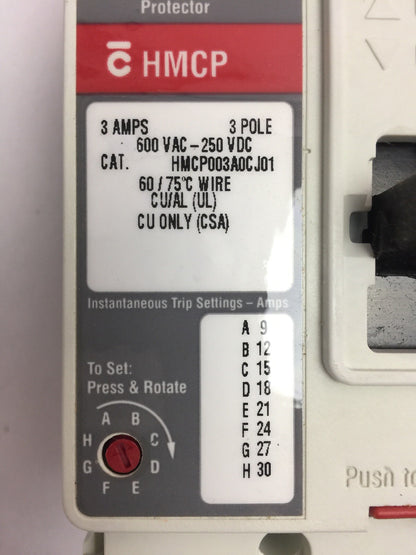 Protector
HMCP
3 AMPS 3 POLE
600 VAC-250 VDC
CAT. HMCP003A0CJ01
60/75°C WIRE
CU/AL (UL)
CU ONLY (CSA)
Instantaneous Trip Settings – Amps
A 9
B 12
C 15
D 18
E 21
F 24
G 27
H 30
To Set:
Press & Rotate
A B
H C
G D
F E
Push to